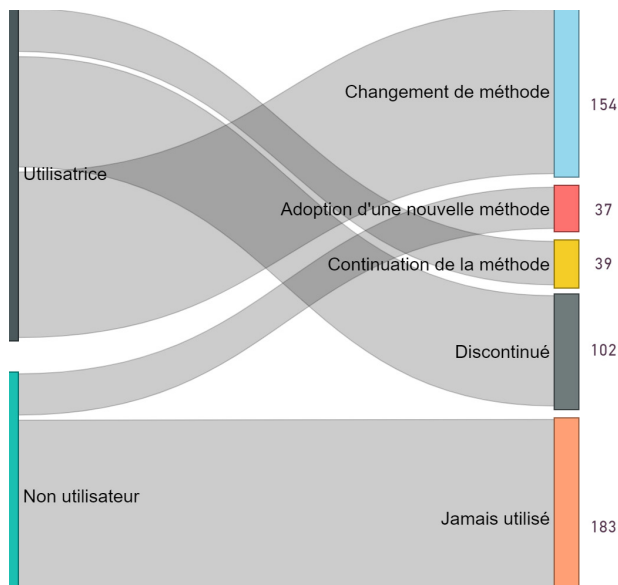 Changement de méthode
154
Utilisatrice
Adoption d'une nouvelle méthode
37
Continuation de la méthode
39
Discontinué
102
Non utilisateur
Jamais utilisé
183